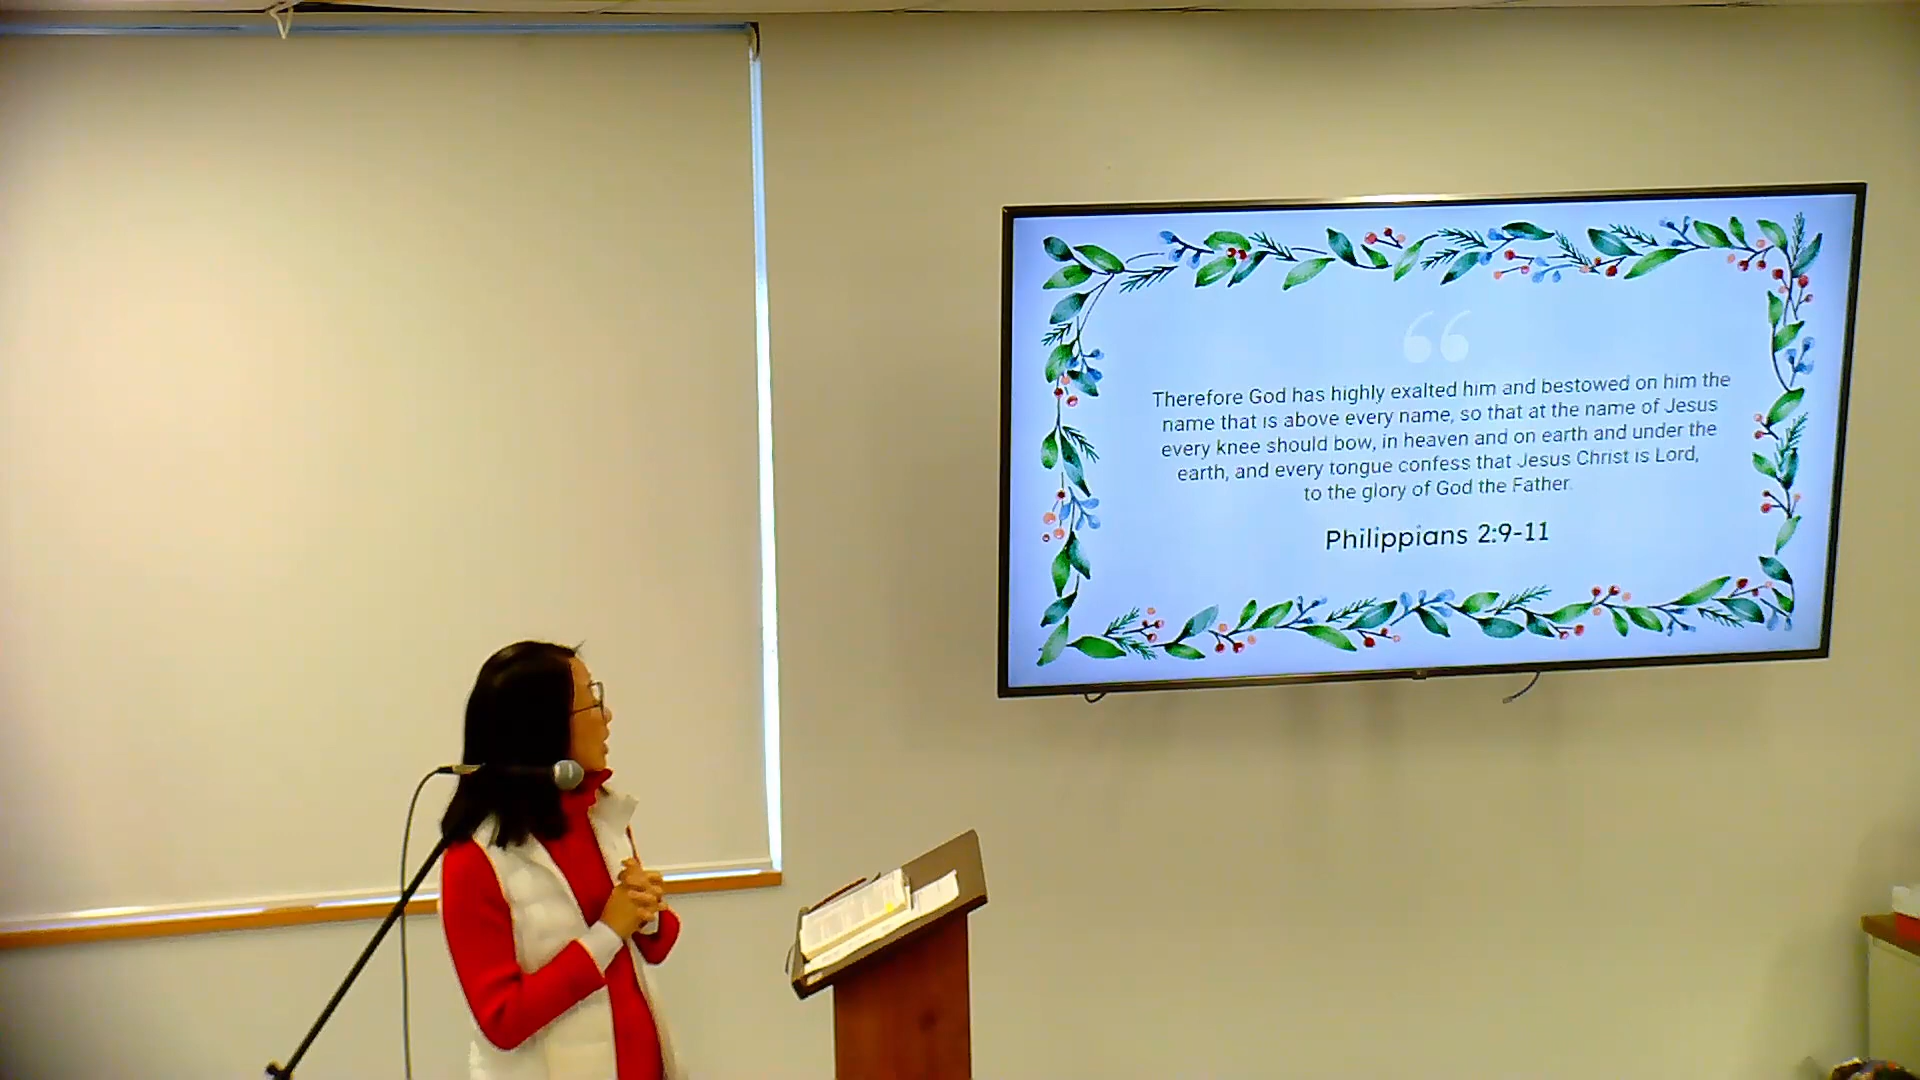 Therefore God has highly exalted him and bestowed on him the
name that is above every name, so that at the name of Jesus
every knee should bow, in heaven and on earth and under the
earth, and every tongue confess that Jesus Christ is Lord,
to the glory of God the Father.
Philippians 2:9-11